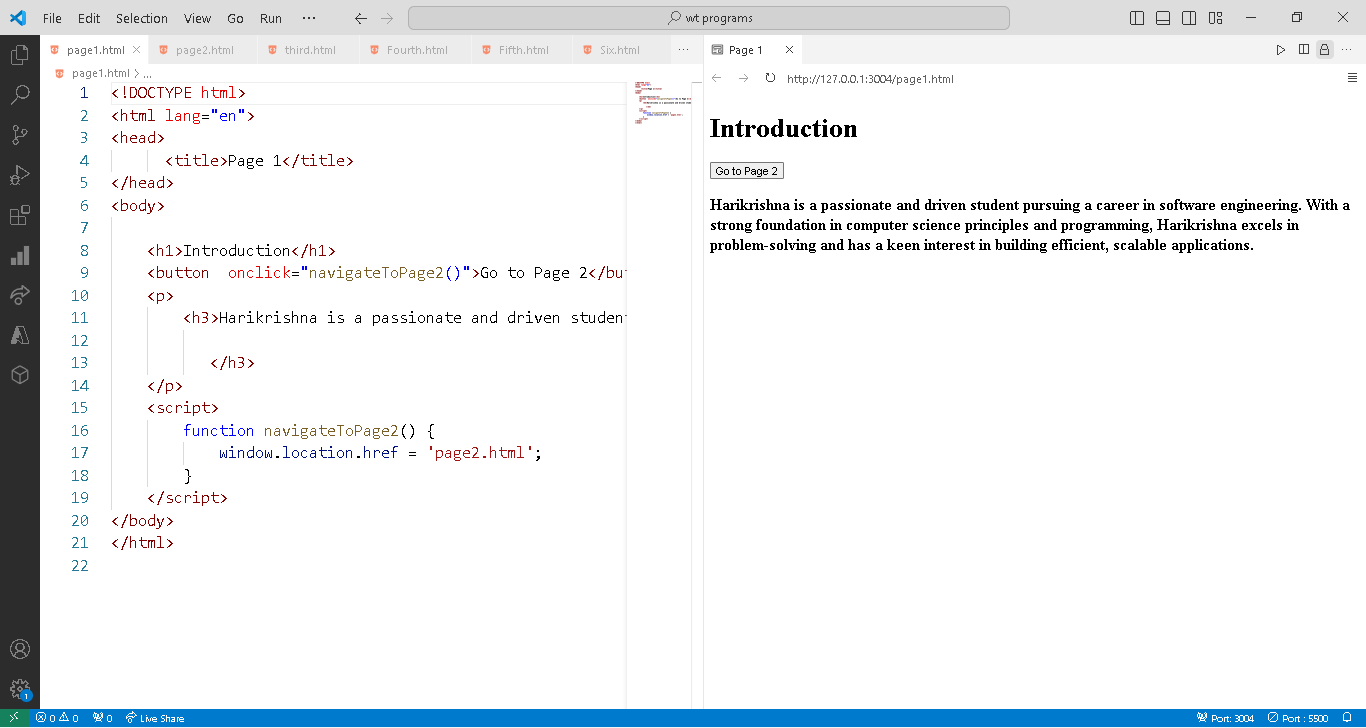 File Edit Selection View Go Run ··· wt programs
page1.html page2.html third.html Fourth.html Fifth.html Six.html ···
page1.html > ...
1 <!DOCTYPE html>
2 <html lang="en">
3 <head>
4 <title>Page 1</title>
5 </head>
6 <body>
7
8 <h1>Introduction</h1>
9 <button  onclick="navigateToPage2()">Go to Page 2</but
10 <p>
11 <h3>Harikrishna is a passionate and driven student
12
13 </h3>
14 </p>
15 <script>
16 function navigateToPage2() {
17 window.location.href = 'page2.html';
18 }
19 </script>
20 </body>
21 </html>
22
Page 1
http://127.0.0.1:3004/page1.html
Introduction
Go to Page 2
Harikrishna is a passionate and driven student pursuing a career in software engineering. With a
strong foundation in computer science principles and programming, Harikrishna excels in
problem-solving and has a keen interest in building efficient, scalable applications.
1
0 0 0 Live Share Port: 3004 Port : 5500